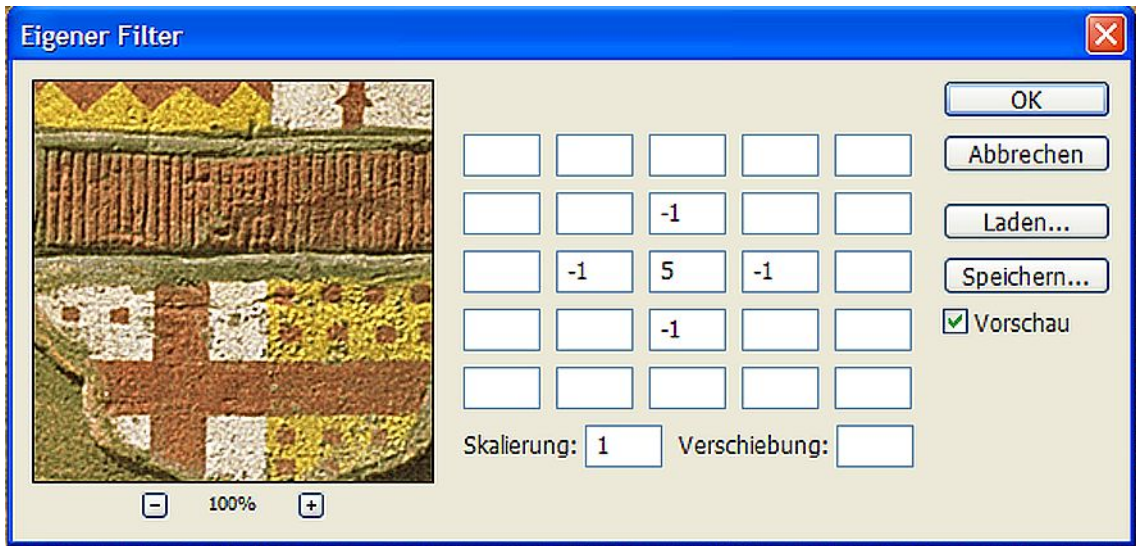 Eigener Filter
OK
Abbrechen
-1
Laden...
-1 5 -1
Speichern...
-1
Vorschau
Skalierung: 1 Verschiebung:
100%